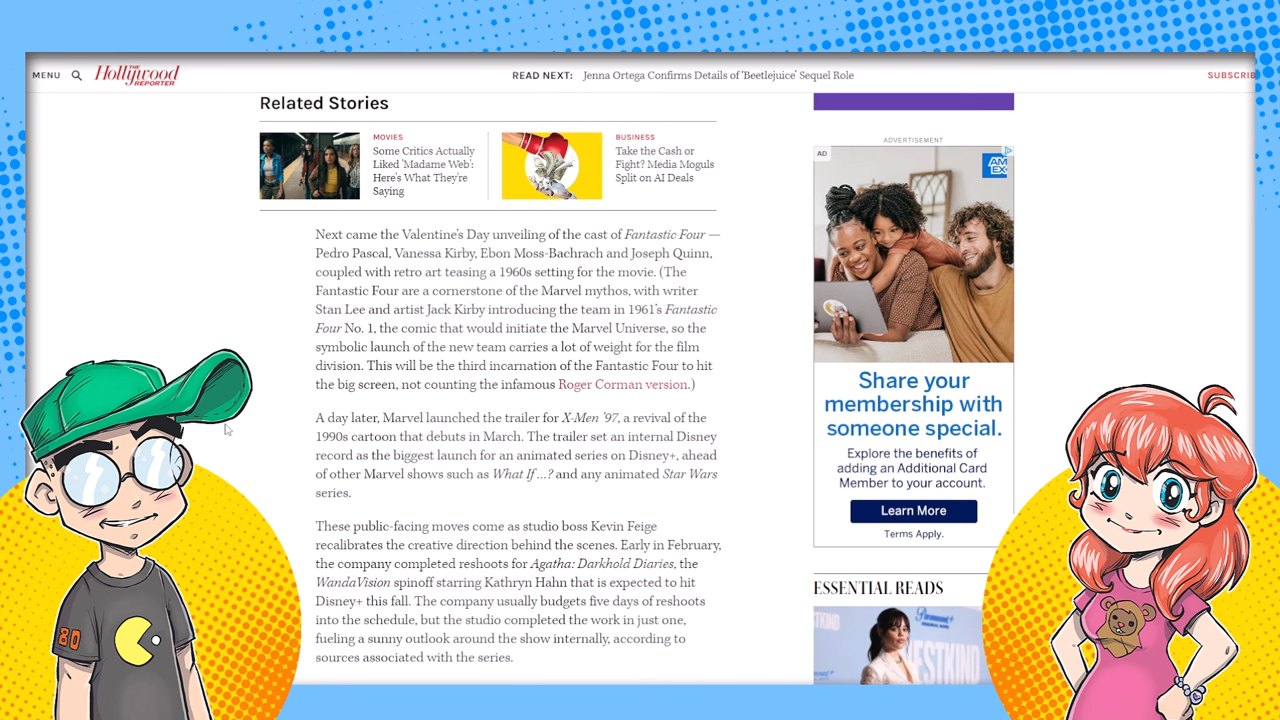 MENU
THE
Hollywood
REPORTER
READ NEXT: Jenna Ortega Confirms Details of 'Beetlejuice' Sequel Role
SUBSCRIB
Related Stories
MOVIES
Some Critics Actually
Liked 'Madame Web':
Here's What They're
Saying
BUSINESS
Take the Cash or
Fight? Media Moguls
Split on AI Deals
Next came the Valentine's Day unveiling of the cast of Fantastic Four —
Pedro Pascal, Vanessa Kirby, Ebon Moss-Bachrach and Joseph Quinn,
coupled with retro art teasing a 1960s setting for the movie. (The
Fantastic Four are a cornerstone of the Marvel mythos, with writer
Stan Lee and artist Jack Kirby introducing the team in 1961's Fantastic
Four No. 1, the comic that would initiate the Marvel Universe, so the
symbolic launch of the new team carries a lot of weight for the film
division. This will be the third incarnation of the Fantastic Four to hit
the big screen, not counting the infamous Roger Corman version.)
A day later, Marvel launched the trailer for X-Men '97, a revival of the
1990s cartoon that debuts in March. The trailer set an internal Disney
record as the biggest launch for an animated series on Disney+, ahead
of other Marvel shows such as What If …? and any animated Star Wars
series.
These public-facing moves come as studio boss Kevin Feige
recalibrates the creative direction behind the scenes. Early in February,
the company completed reshoots for Agatha: Darkhold Diaries, the
WandaVision spinoff starring Kathryn Hahn that is expected to hit
Disney+ this fall. The company usually budgets five days of reshoots
into the schedule, but the studio completed the work in just one,
fueling a sunny outlook around the show internally, according to
sources associated with the series.
ADVERTISEMENT
AD
AM
EX
Share your
membership with
someone special.
Explore the benefits of
adding an Additional Card
Member to your account.
Learn More
Terms Apply.
ESSENTIAL READS
Paramount+
ESTKIND
80